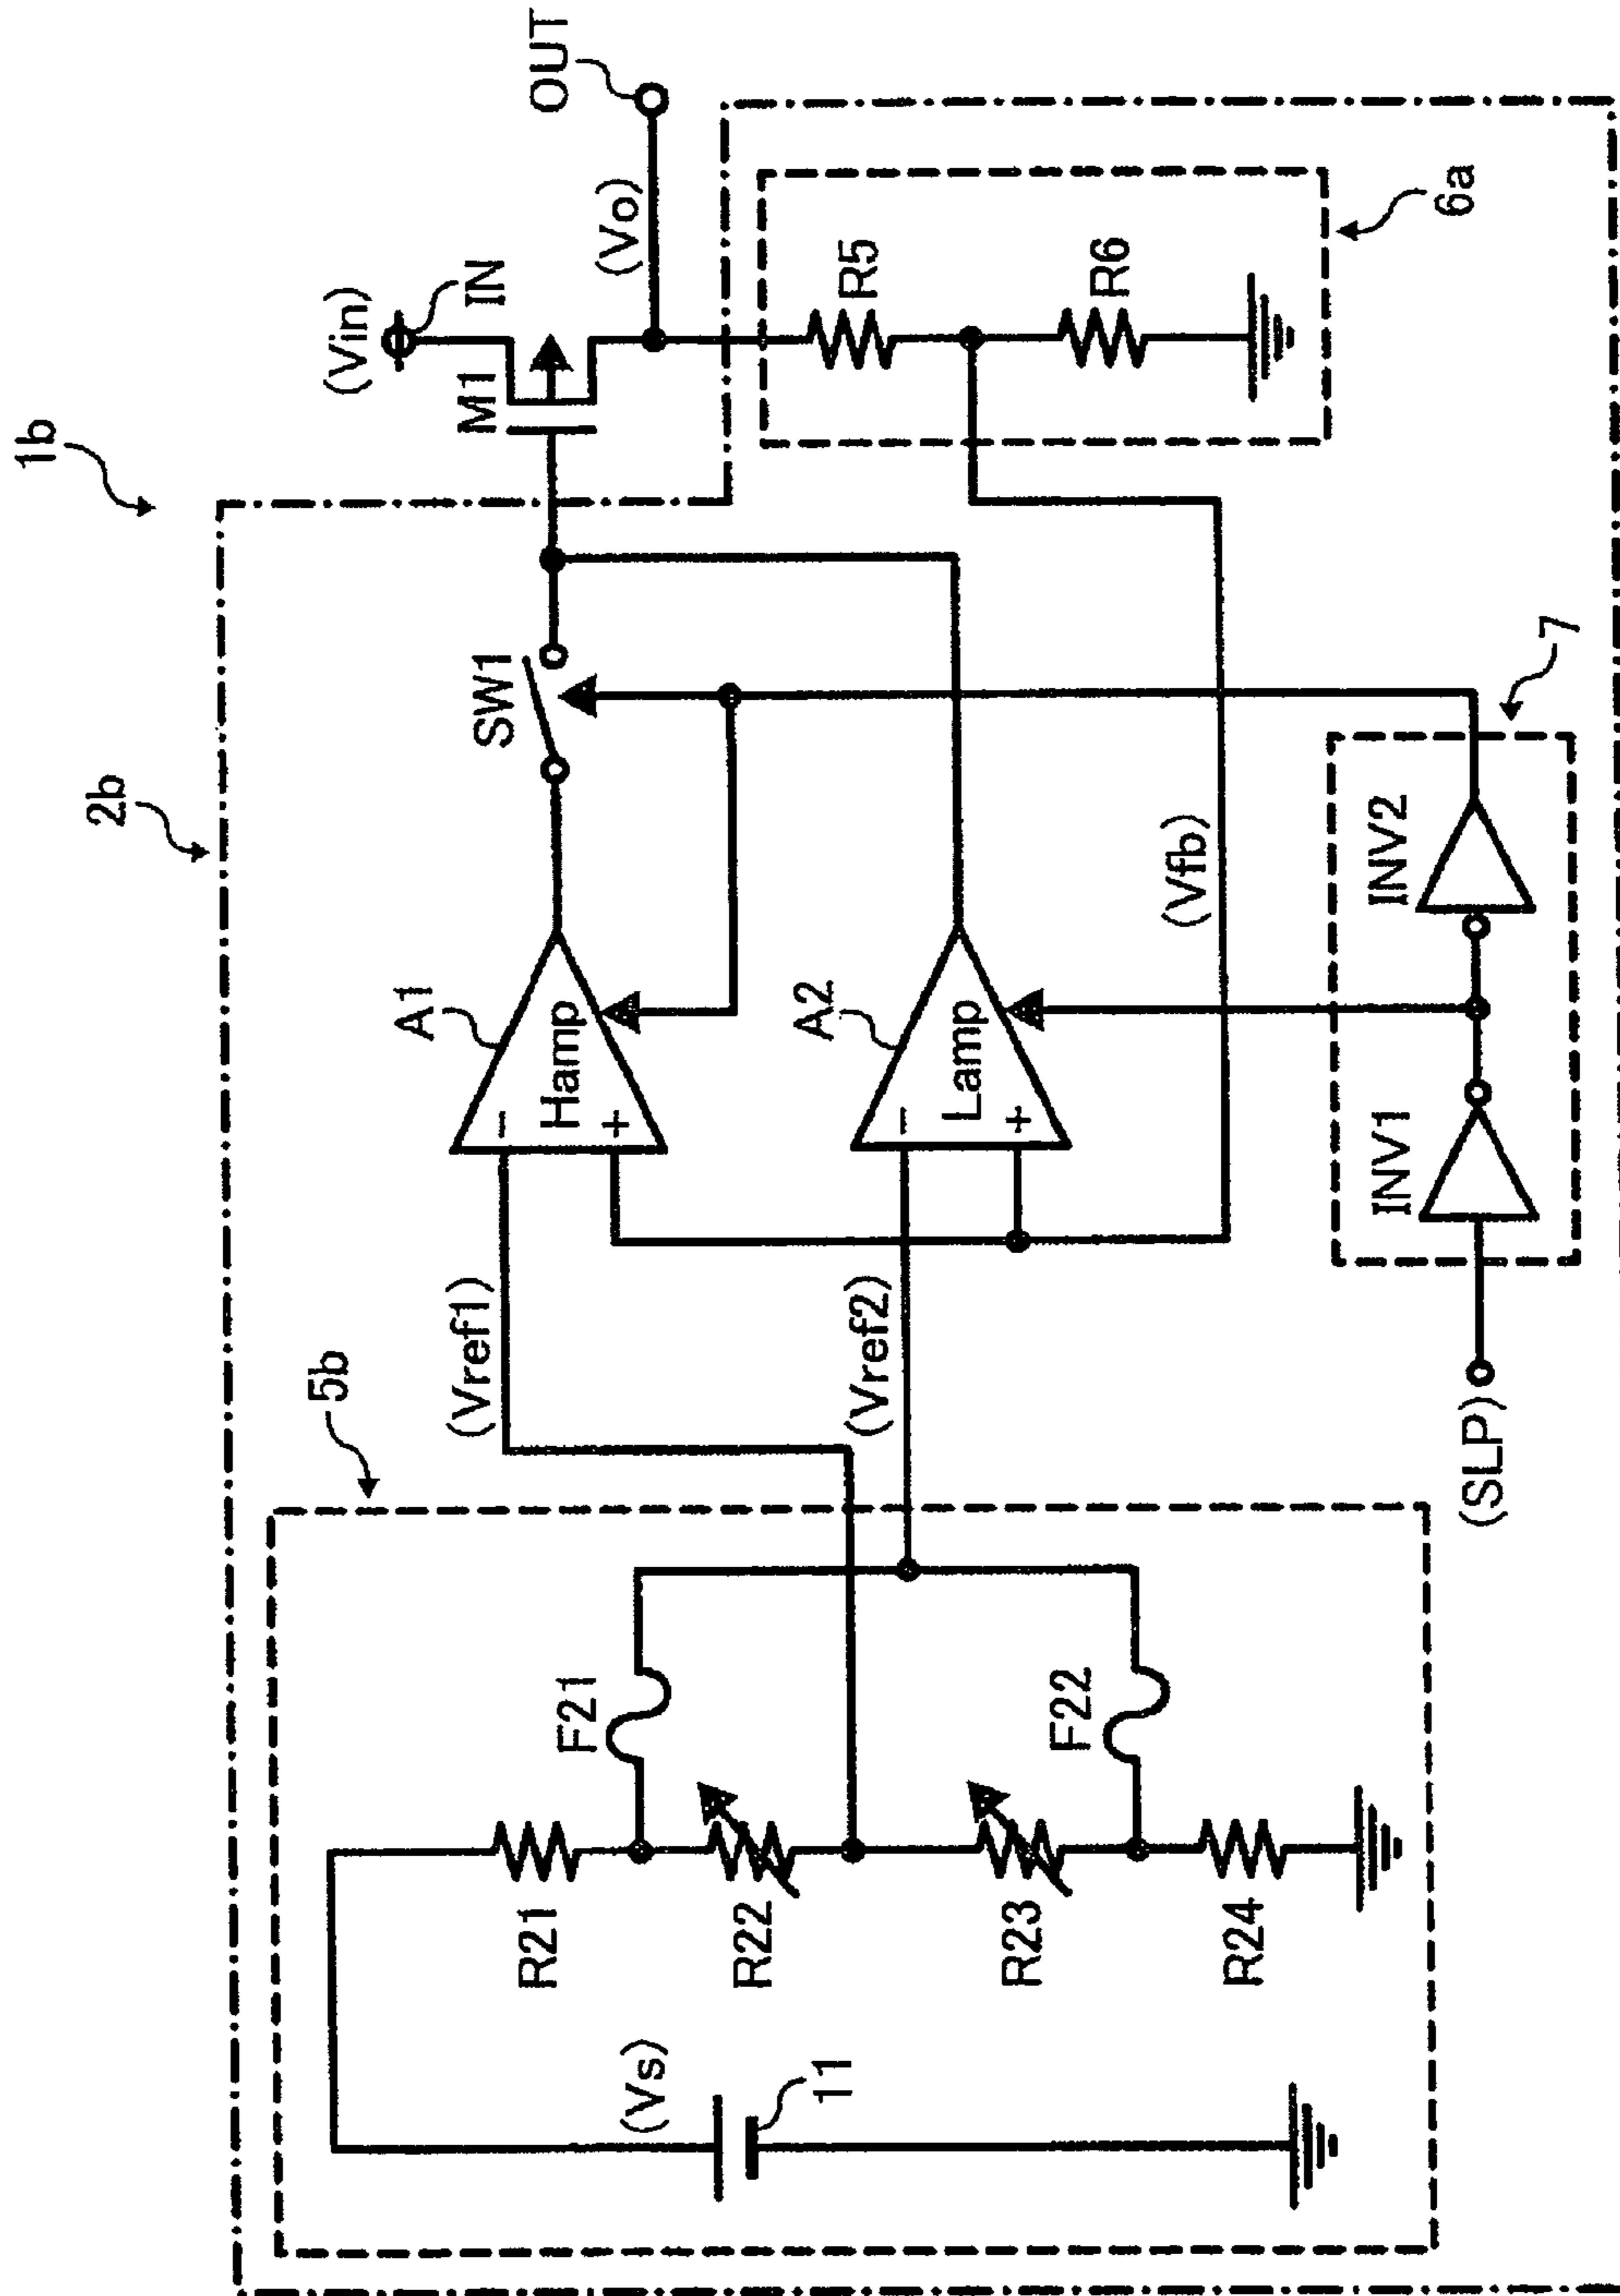 1b
2b
(Vin)
IN
M1
OUT
(Vo)
SW1
A1
Hamp
−
+
(Vref1)
5b
A2
Lamp
−
+
(Vref2)
R5
R6
6a
(Vfb)
7
INV1
INV2
(SLP)
F21
F22
R21
R22
R23
R24
(Vs)
11